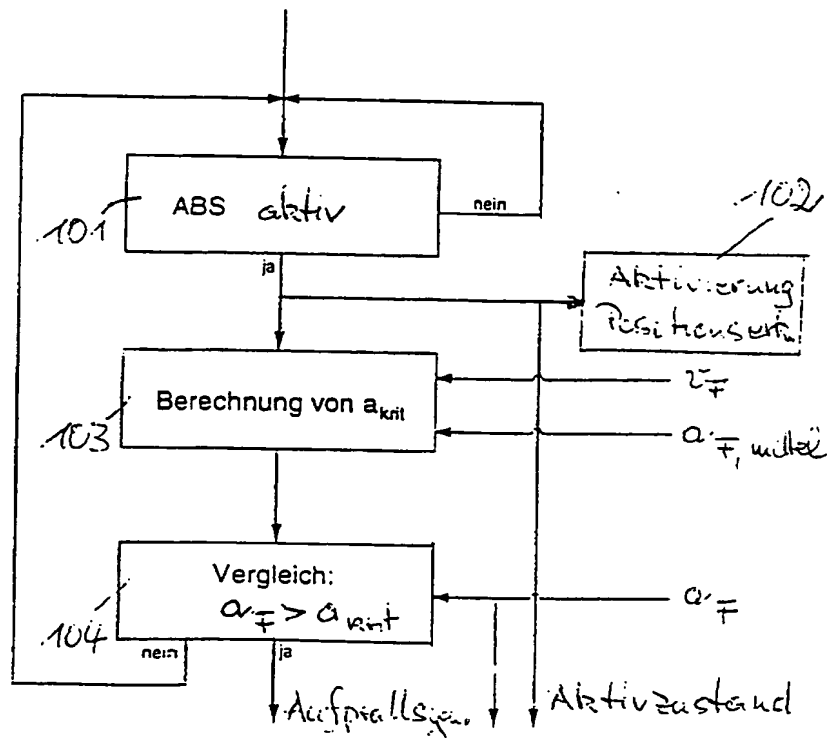 101
ABS aktiv
nein
ja
102
Aktivierung
103
Berechnung von a_krit
v_F
a_F, mittel
104
Vergleich:
a_F > a_krit
a_F
nein
ja
Aufprallsign.
Aktivzustand